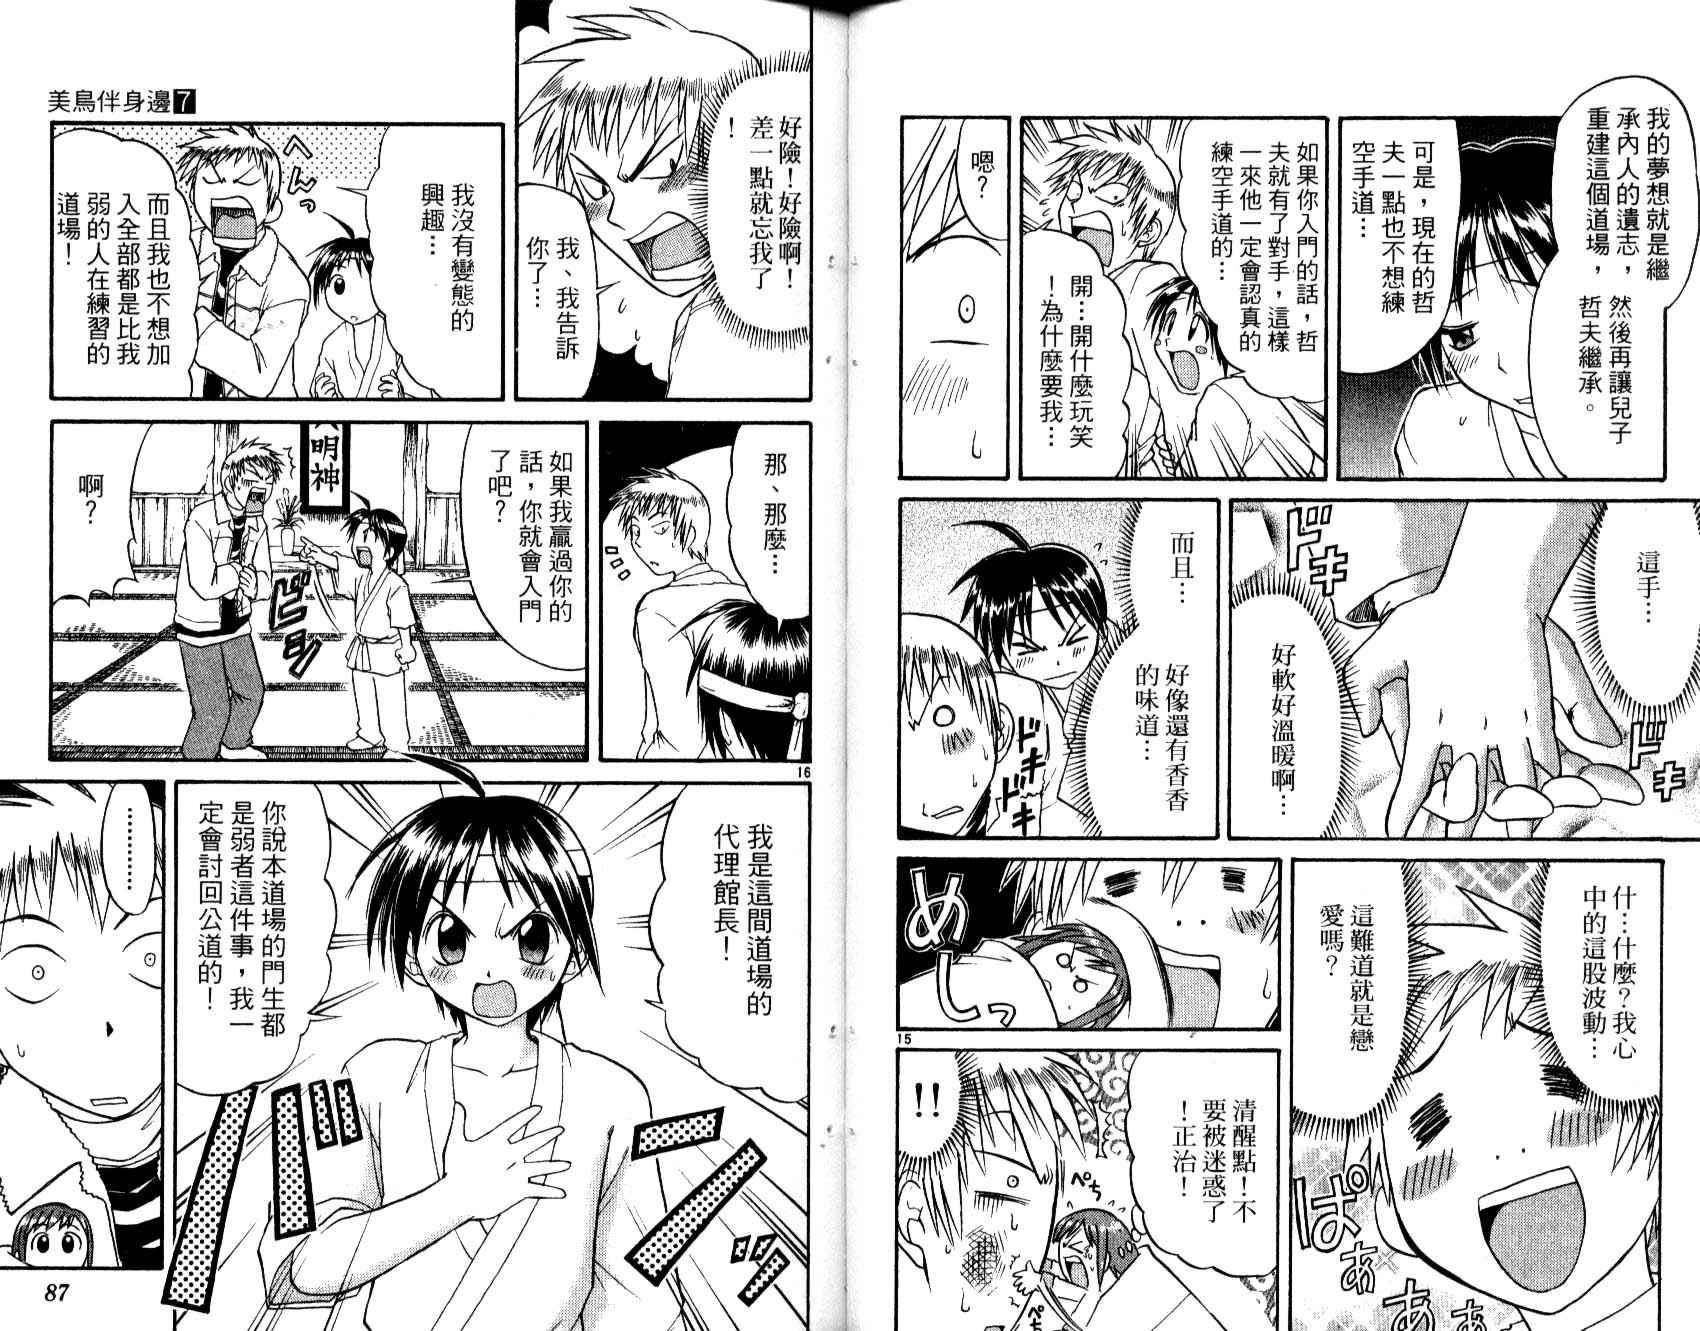 我的夢想就是繼
承內人的遺志，然後再讓兒子
重建這個道場，哲夫繼承。
可是，現在的哲
夫一點也不想練
空手道…
如果你入門的話，哲
夫就有了對手，這樣
一來他一定會認真的
練空手道的…
開…開什麼玩笑
！為什麼要我…
嗯？
這手…
好軟好溫暖啊…
ドキ
ドキ
而且…
好像還有香香
的味道…
ドキ
ドキ
什…什麼？我心
中的這股波動…
這難道就是戀
愛嗎？
ぱぁあああ
めしっ
15
清醒點！不
要被迷惑了
！正治！
ぺち
ぺち
！！
好險！好險啊！
差一點就忘我了
！
我、我告訴
你了…
美鳥伴身邊7
我沒有變態的
興趣…
へんっ
而且我也不想加
入全部都是比我
弱的人在練習的
道場！
那、那麼…
如果我贏過你的
話，你就會入門
了吧？
明神
ビシッ
啊？
16
我是這間道場的
代理館長！
你說本道場的門生都
是弱者這件事，我一
定會討回公道的！
………
87